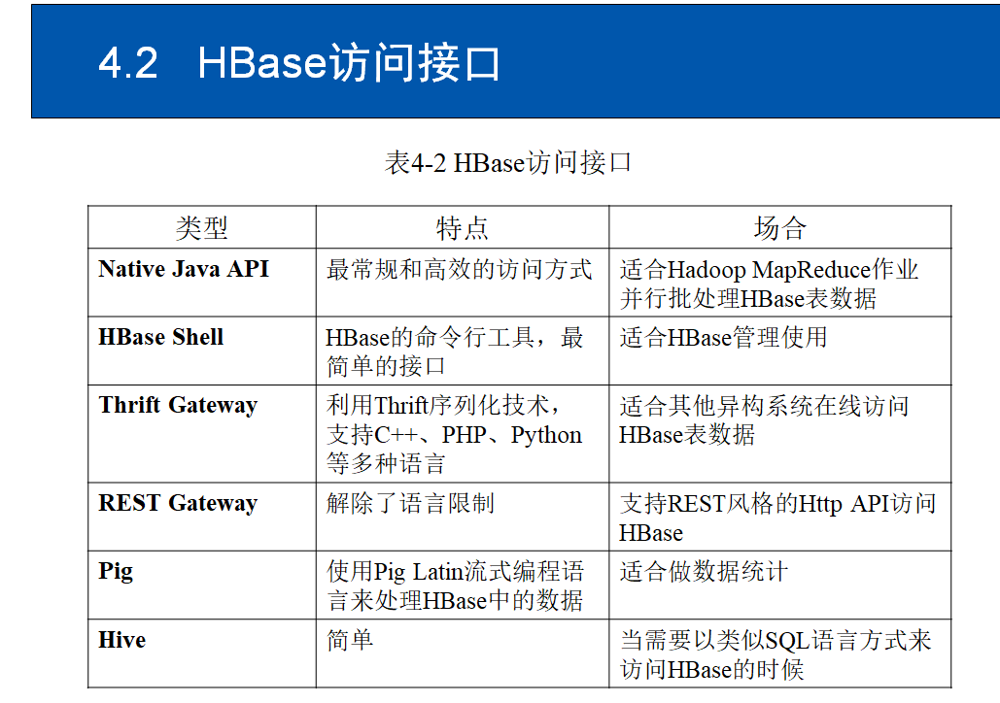 4.2 HBase访问接口
表4-2 HBase访问接口
类型 特点 场合
Native Java API 最常规和高效的访问方式 适合Hadoop MapReduce作业
并行批处理HBase表数据
HBase Shell HBase的命令行工具，最 适合HBase管理使用
简单的接口
Thrift Gateway 利用Thrift序列化技术， 适合其他异构系统在线访问
支持C++、PHP、Python HBase表数据
等多种语言
REST Gateway 解除了语言限制 支持REST风格的Http API访问
HBase
Pig 使用Pig Latin流式编程语 适合做数据统计
言来处理HBase中的数据
Hive 简单 当需要以类似SQL语言方式来
访问HBase的时候